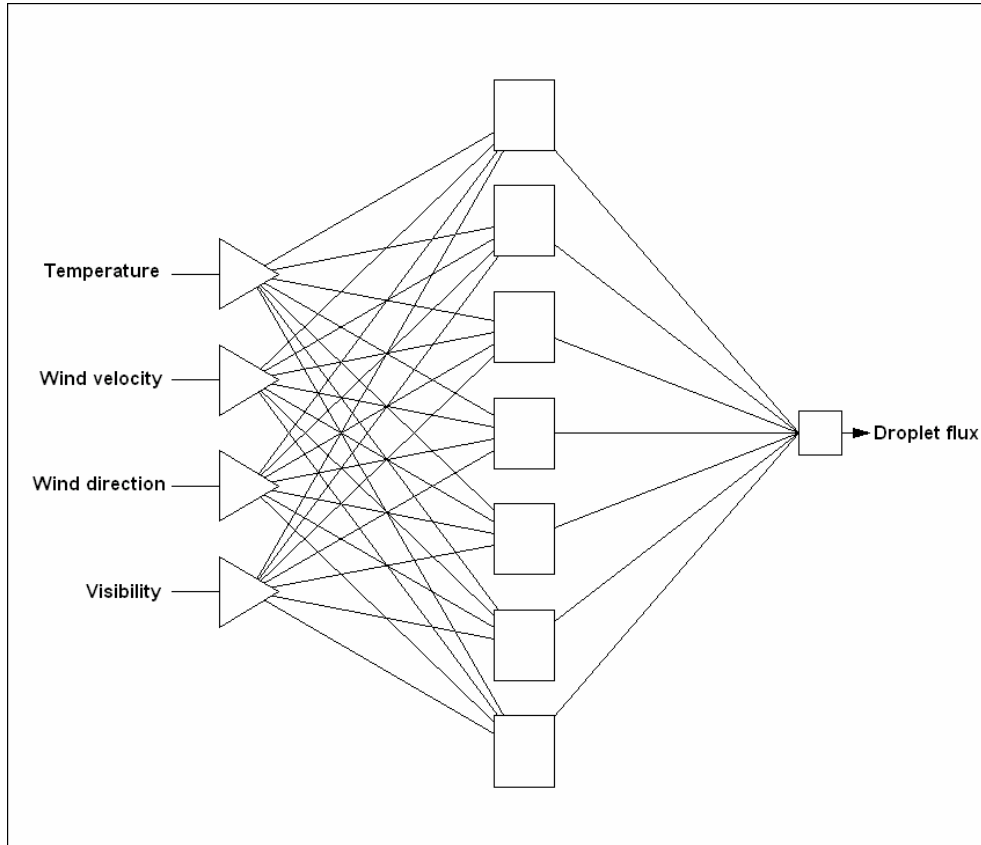 Temperature
Wind velocity
Wind direction
Visibility
Droplet flux